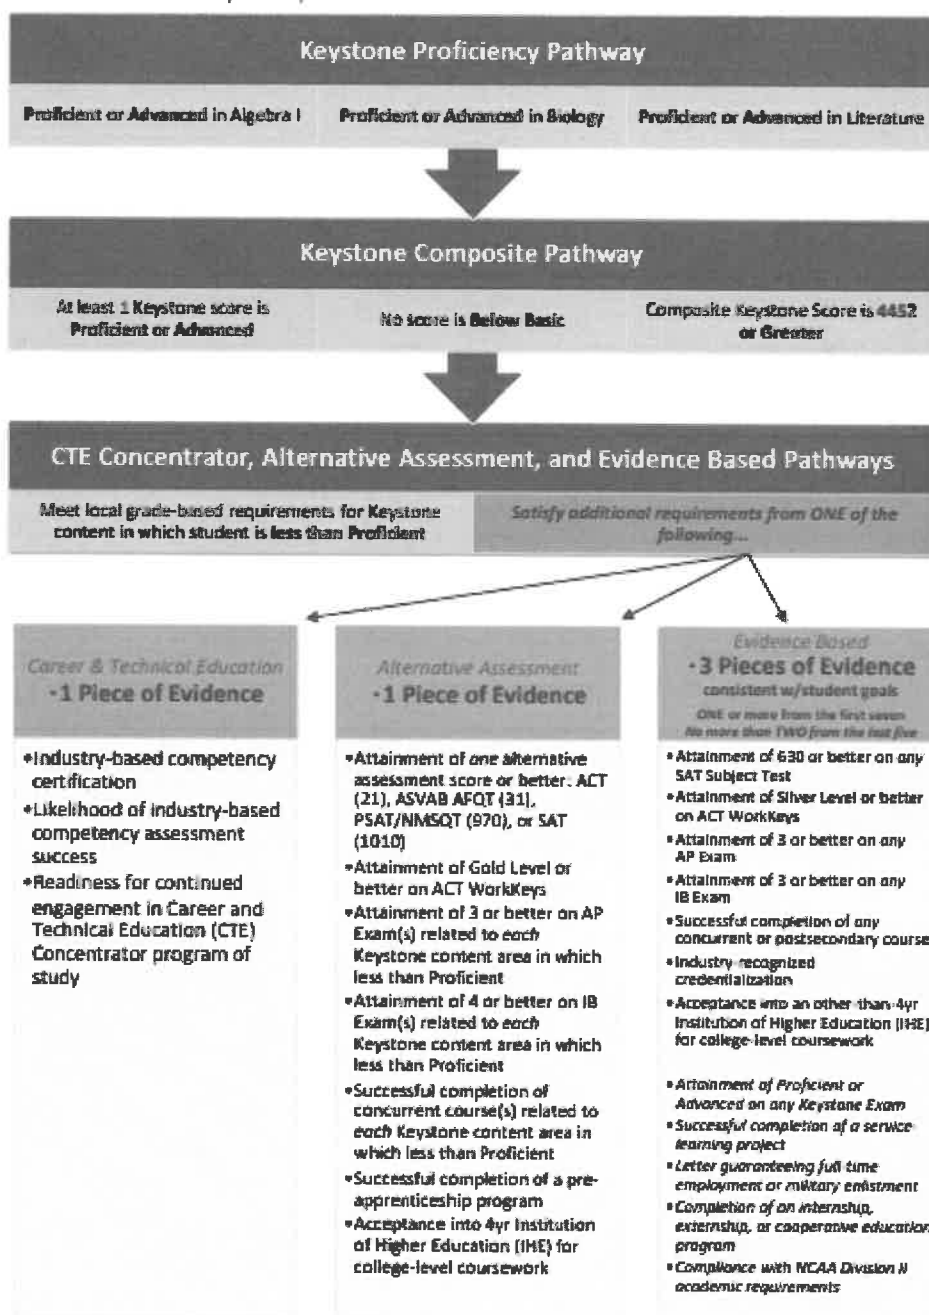 Keystone Proficiency Pathway
Proficient or Advanced in Algebra I
Proficient or Advanced in Biology
Proficient or Advanced in Literature
Keystone Composite Pathway
At least 1 Keystone score is
Proficient or Advanced
No score is Below Basic
Composite Keystone Score is 4452
or Greater
CTE Concentrator, Alternative Assessment, and Evidence Based Pathways
Meet local grade-based requirements for Keystone
content in which student is less than Proficient
Satisfy additional requirements from ONE of the
following...
Career & Technical Education
•1 Piece of Evidence
•Industry-based competency
certification
•Likelihood of industry-based
competency assessment
success
•Readiness for continued
engagement in Career and
Technical Education (CTE)
Concentrator program of
study
Alternative Assessment
•1 Piece of Evidence
•Attainment of one alternative
assessment score or better: ACT
(21), ASVAB AFQT (31),
PSAT/NMSQT (970), or SAT
(1010)
•Attainment of Gold Level or
better on ACT WorkKeys
•Attainment of 3 or better on AP
Exam(s) related to each
Keystone content area in which
less than Proficient
•Attainment of 4 or better on IB
Exam(s) related to each
Keystone content area in which
less than Proficient
•Successful completion of
concurrent course(s) related to
each Keystone content area in
which less than Proficient
•Successful completion of a pre-
apprenticeship program
•Acceptance into 4yr Institution
of Higher Education (IHE) for
college-level coursework
Evidence Based
•3 Pieces of Evidence
consistent w/student goals
ONE or more from the first seven
No more than TWO from the last five
•Attainment of 630 or better on any
SAT Subject Test
•Attainment of Silver Level or better
on ACT WorkKeys
•Attainment of 3 or better on any
AP Exam
•Attainment of 3 or better on any
IB Exam
•Successful completion of any
concurrent or postsecondary course
•Industry-recognized
credentialization
•Acceptance into an other-than-4yr
Institution of Higher Education (IHE)
for college-level coursework
•Attainment of Proficient or
Advanced on any Keystone Exam
•Successful completion of a service
learning project
•Letter guaranteeing full-time
employment or military enlistment
•Completion of an internship,
externship, or cooperative education
program
•Compliance with NCAA Division II
academic requirements